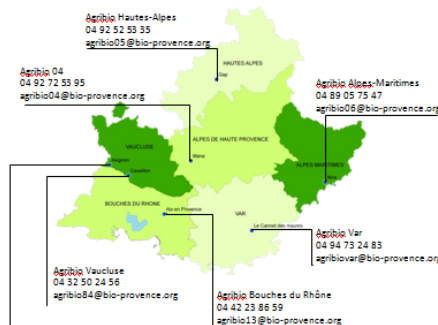 Agribio Hautes-Alpes
04 92 52 53 35
agribio05@bio-provence.org
Agribio 04
04 92 72 53 95
agribio04@bio-provence.org
Agribio Alpes-Maritimes
04 89 05 75 47
agribio06@bio-provence.org
HAUTES ALPES
Gap
ALPES DE HAUTE PROVENCE
Mane
VAUCLUSE
Avignon
Cavaillon
ALPES MARITIMES
Nice
BOUCHES DU RHONE
Aix en Provence
VAR
Le Cannet des maures
Agribio Var
04 94 73 24 83
agribiovar@bio-provence.org
Agribio Vaucluse
04 32 50 24 56
agribio84@bio-provence.org
Agribio Bouches du Rhône
04 42 23 86 59
agribio13@bio-provence.org